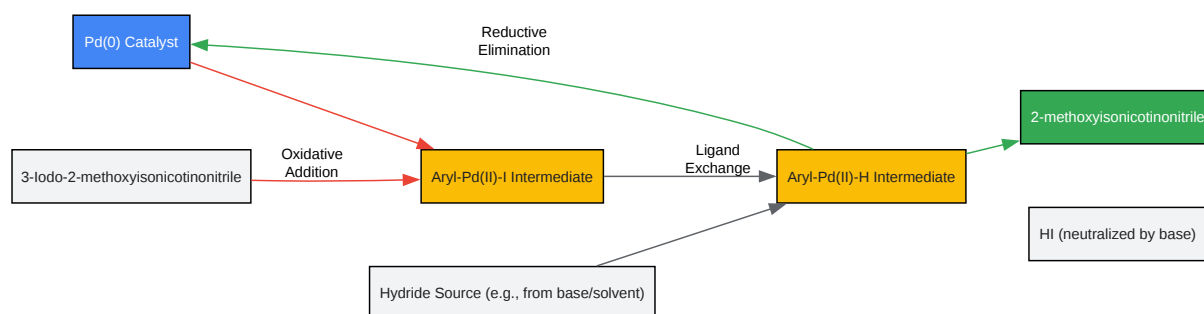 Reductive
Elimination
Pd(0) Catalyst
2-methoxyisonicotinonitrile
Oxidative
Addition
Ligand
Exchange
3-Iodo-2-methoxyisonicotinonitrile
Aryl-Pd(II)-I Intermediate
Aryl-Pd(II)-H Intermediate
HI (neutralized by base)
Hydride Source (e.g., from base/solvent)